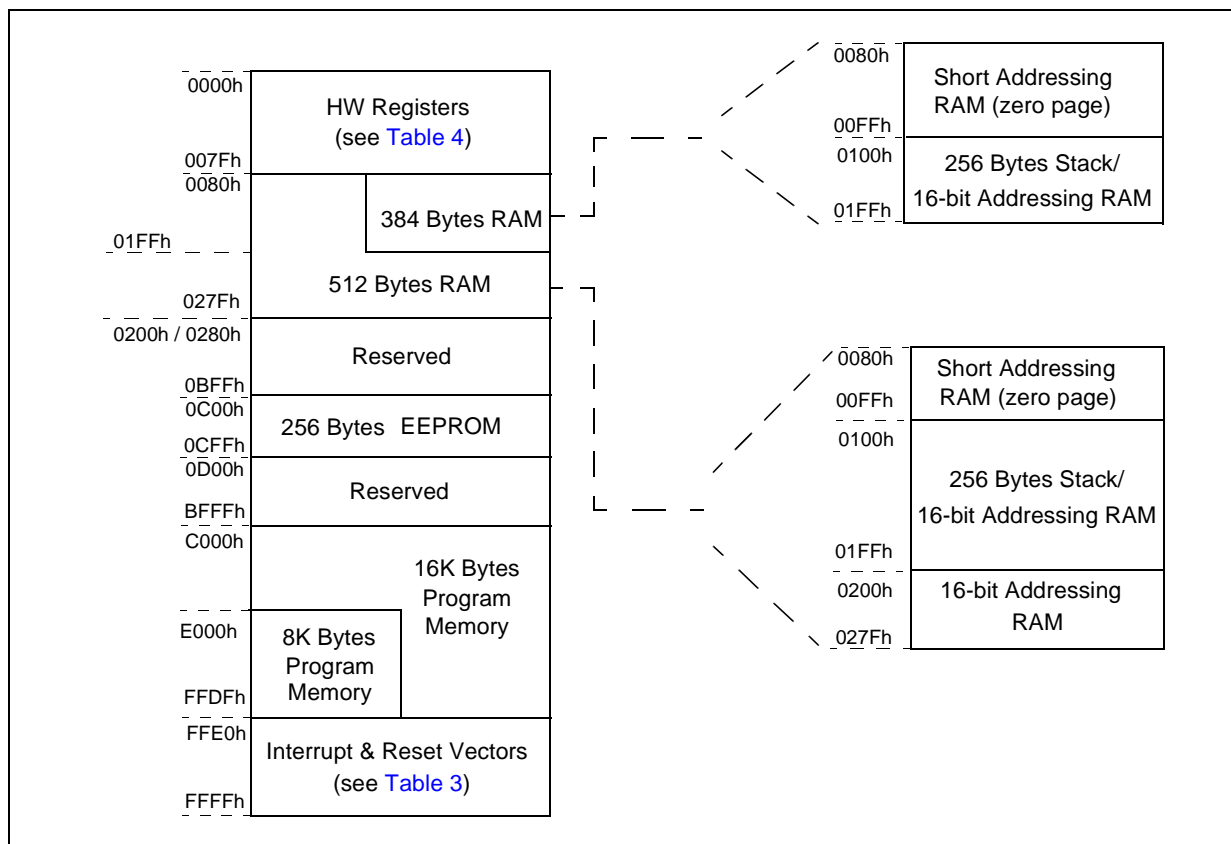 0000h
HW Registers
(see Table 4)
007Fh
0080h
384 Bytes RAM
01FFh
512 Bytes RAM
027Fh
0200h / 0280h
Reserved
0BFFh
0C00h
256 Bytes EEPROM
0CFFh
0D00h
Reserved
BFFFh
C000h
16K Bytes
Program
Memory
E000h
8K Bytes
Program
Memory
FFDFh
FFE0h
Interrupt & Reset Vectors
(see Table 3)
FFFFh
0080h
Short Addressing
RAM (zero page)
00FFh
0100h
256 Bytes Stack/
16-bit Addressing RAM
01FFh
0080h
Short Addressing
RAM (zero page)
00FFh
0100h
256 Bytes Stack/
16-bit Addressing RAM
01FFh
0200h
16-bit Addressing
RAM
027Fh